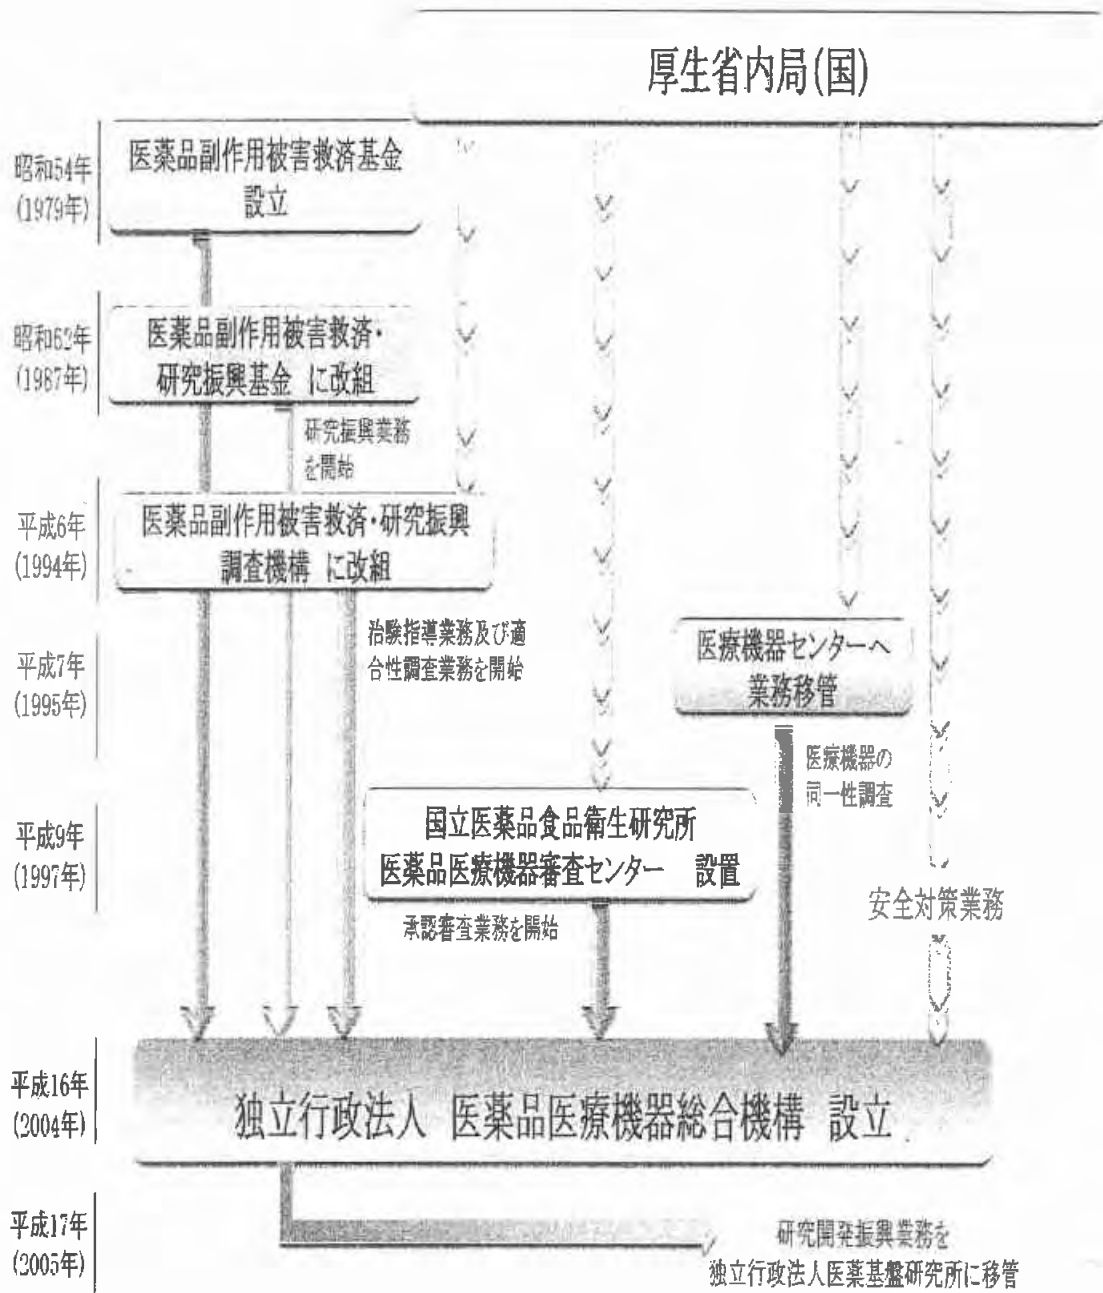 厚生省内局(国)
昭和54年
(1979年)
医薬品副作用被害救済基金
設立
昭和62年
(1987年)
医薬品副作用被害救済・
研究振興基金 に改組
研究振興業務
を開始
平成6年
(1994年)
医薬品副作用被害救済・研究振興
調査機構 に改組
治験指導業務及び適
合性調査業務を開始
平成7年
(1995年)
医療機器センターへ
業務移管
医療機器の
同一性調査
平成9年
(1997年)
国立医薬品食品衛生研究所
医薬品医療機器審査センター 設置
承認審査業務を開始
安全対策業務
平成16年
(2004年)
独立行政法人 医薬品医療機器総合機構 設立
平成17年
(2005年)
研究開発振興業務を
独立行政法人医薬基盤研究所に移管